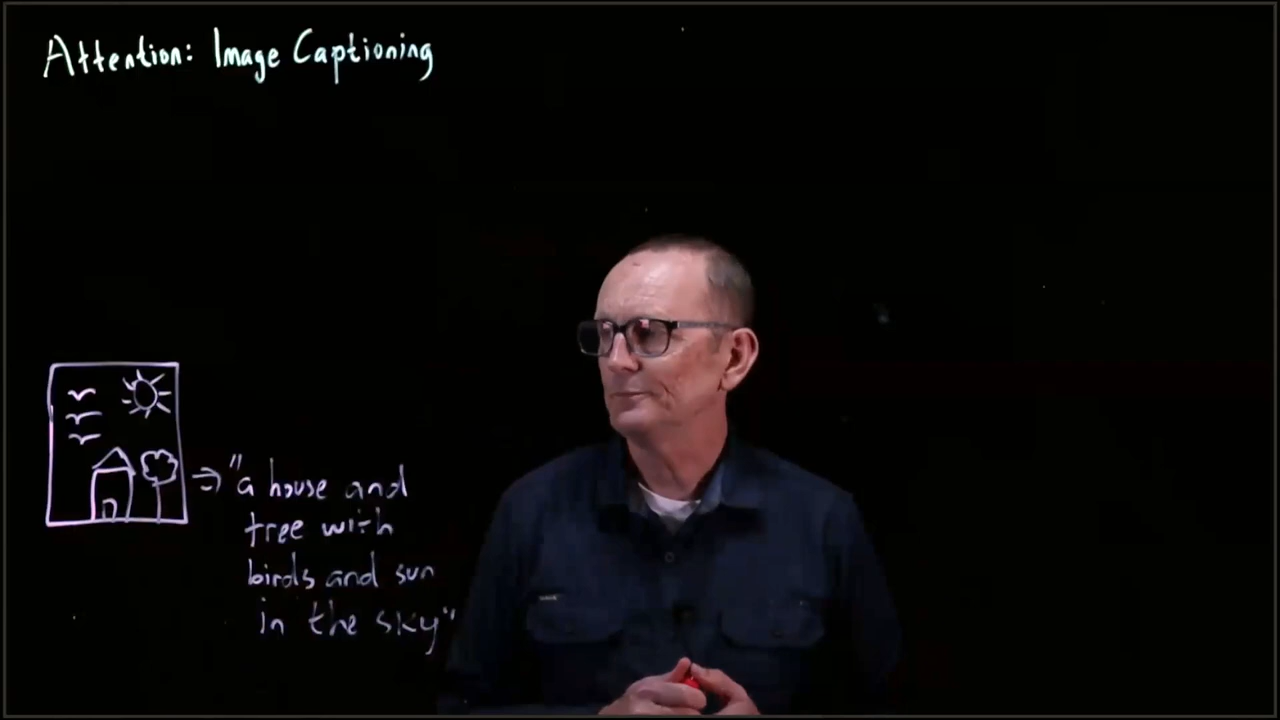 Attention: Image Captioning
"a house and
tree with
birds and sun
in the sky"